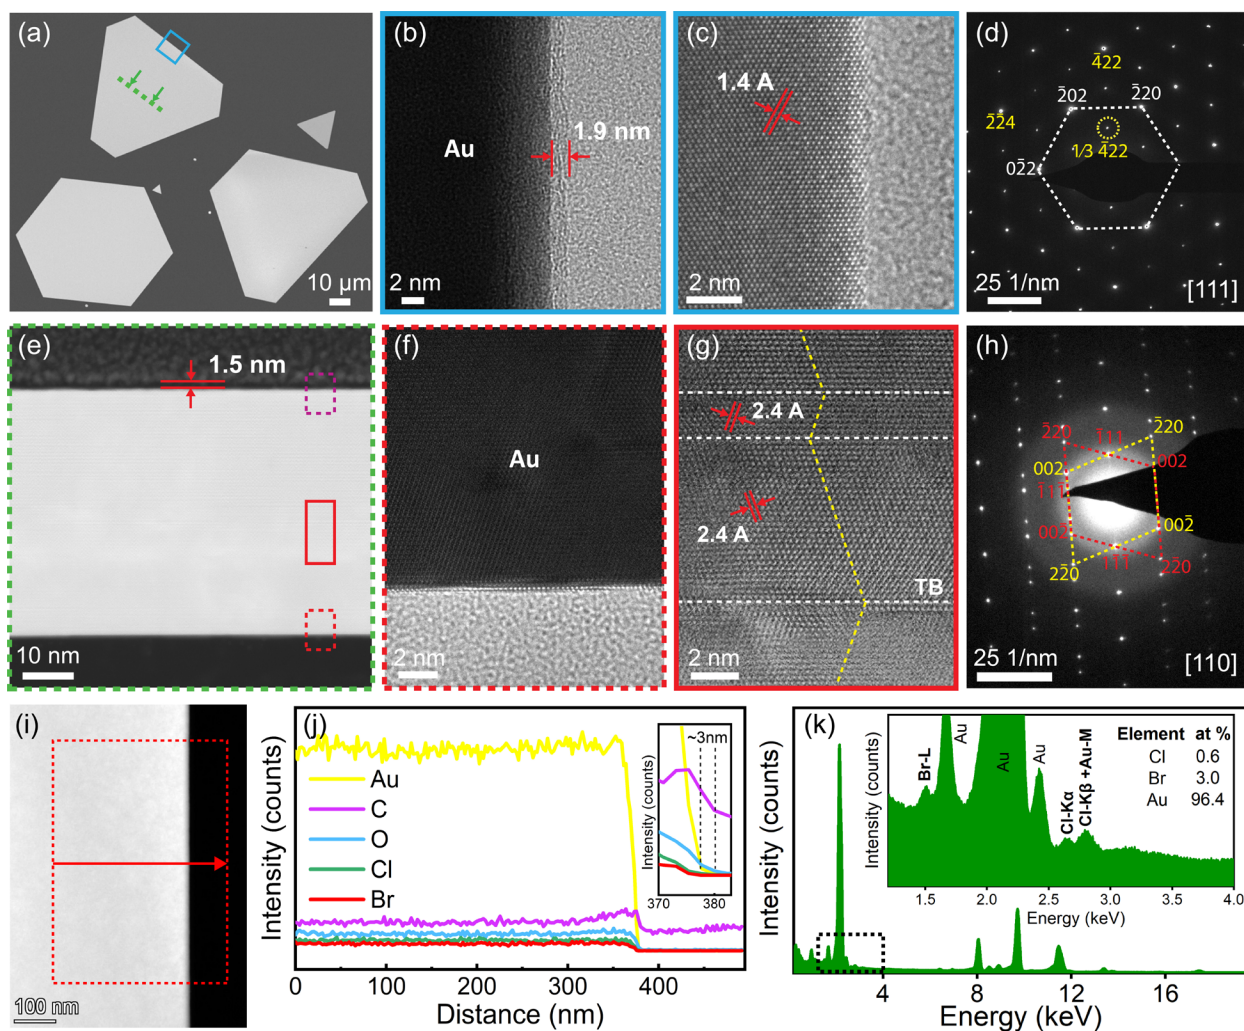 (a)
10 µm
(b)
Au
1.9 nm
2 nm
(c)
1.4 A
2 nm
(d)
4̄22
2̄02
2̄20
2̄2̄4
1/3 4̄22
02̄2
25 1/nm
[111]
(e)
1.5 nm
10 nm
(f)
Au
2 nm
(g)
2.4 A
2.4 A
TB
2 nm
(h)
2̄20
2̄20
1̄11
002
002
1̄11̄
002̄
002̄
2̄20
11̄1̄
22̄0
25 1/nm
[110]
(i)
100 nm
(j)
Intensity (counts)
Au
C
O
Cl
Br
~3nm
Intensity (counts)
370
380
0
100
200
300
400
Distance (nm)
(k)
Intensity (counts)
Intensity (counts)
Br-L
Au
Au
Au
Cl-Kα
Cl-Kβ +Au-M
Element at %
Cl 0.6
Br 3.0
Au 96.4
1.5 2.0 2.5 3.0 3.5 4.0
Energy (keV)
4 8 12 16
Energy (keV)